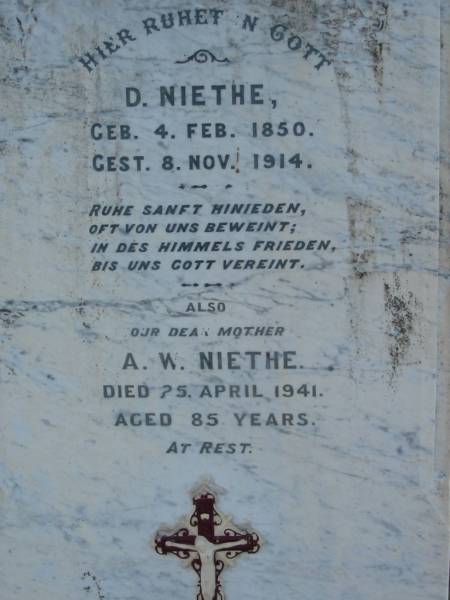 HIER RUHET IN GOTT
D. NIETHE,
GEB. 4. FEB. 1850.
GEST. 8. NOV. 1914.
RUHE SANFT HINIEDEN,
OFT VON UNS BEWEINT;
IN DES HIMMELS FRIEDEN,
BIS UNS GOTT VEREINT.
ALSO
OUR DEAR MOTHER
A. W. NIETHE.
DIED 25. APRIL 1941.
AGED 85 YEARS.
AT REST.